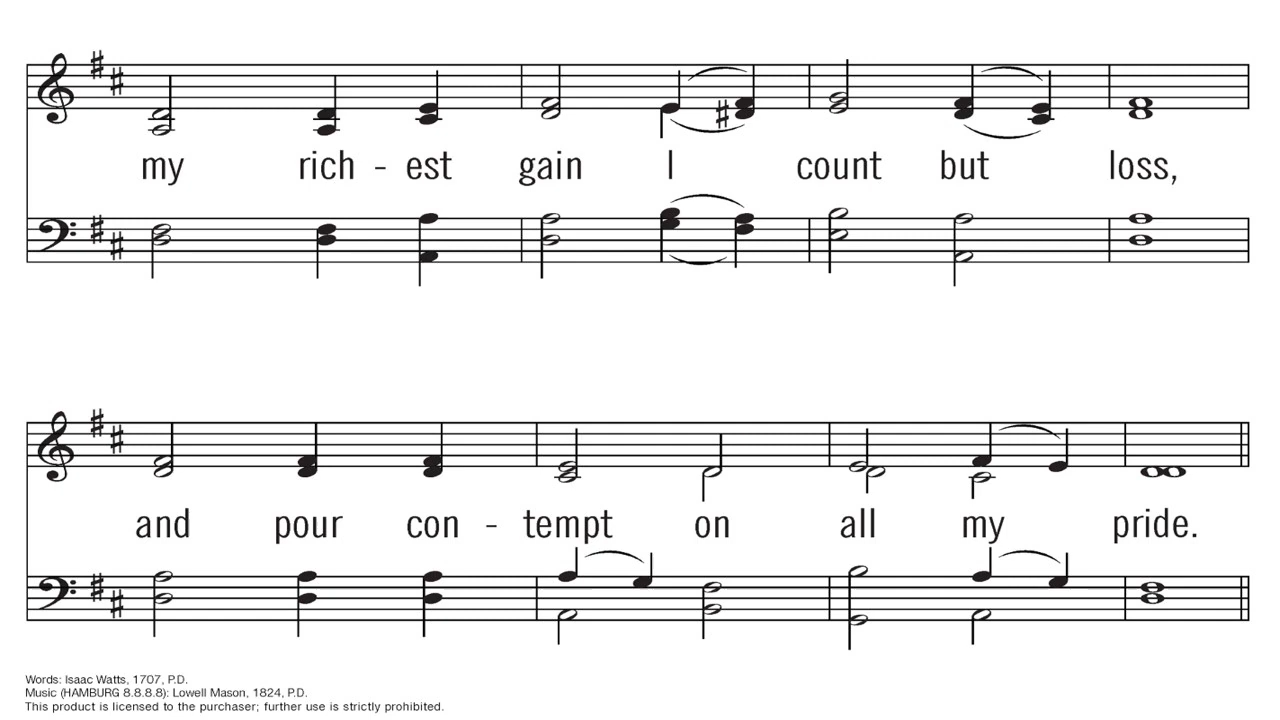 my rich - est gain I count but loss,
and pour con - tempt on all my pride.
Words: Isaac Watts, 1707, P.D.
Music (HAMBURG 8.8.8.8): Lowell Mason, 1824, P.D.
This product is licensed to the purchaser; further use is strictly prohibited.